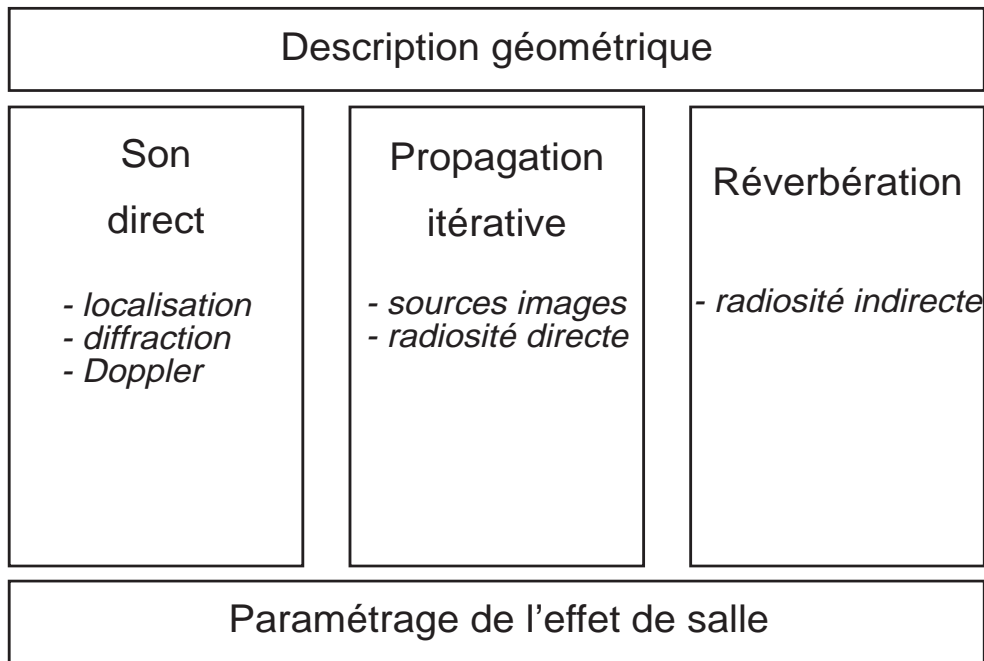 Description géométrique
Son
direct
- localisation
- diffraction
- Doppler
Propagation
itérative
- sources images
- radiosité directe
Réverbération
- radiosité indirecte
Paramétrage de l'effet de salle